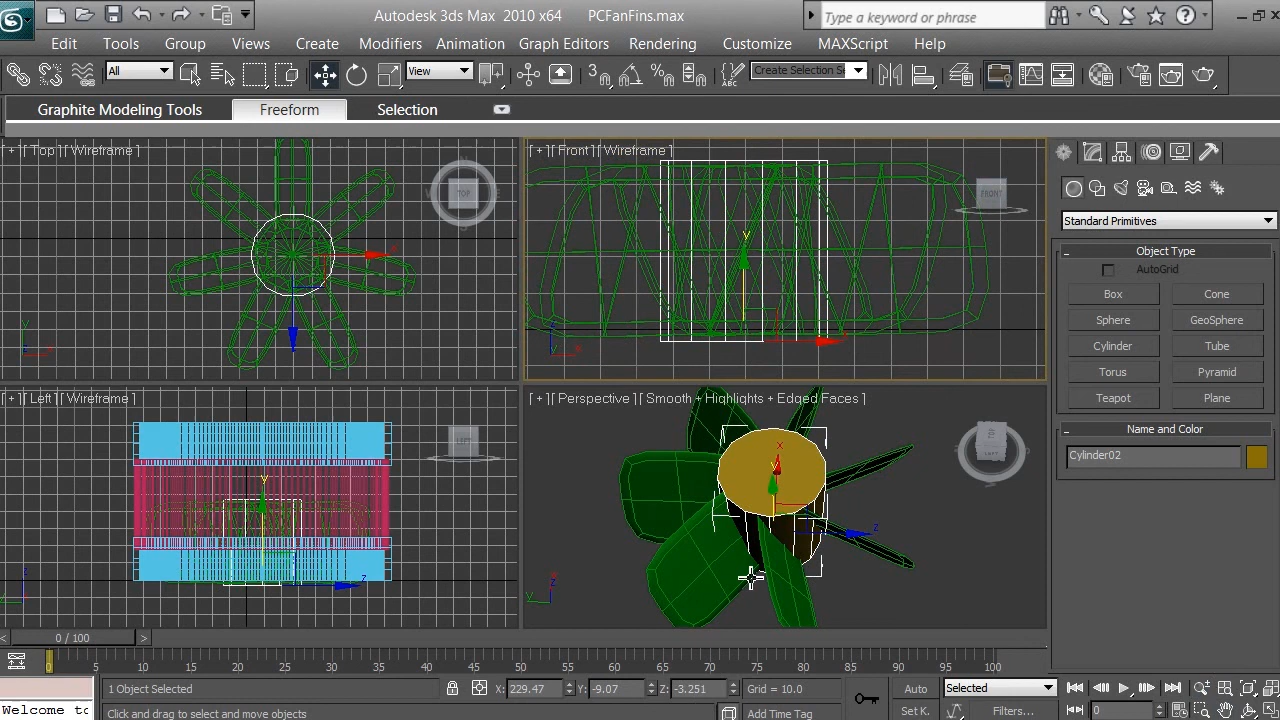 Autodesk 3ds Max 2010 x64 PCFanFins.max
Type a keyword or phrase
Edit Tools Group Views Create Modifiers Animation Graph Editors Rendering Customize MAXScript Help
All View Create Selection Se
Graphite Modeling Tools Freeform Selection
[ + ][ Top ][ Wireframe ]
[ + ][ Front ][ Wireframe ]
TOP
FRONT
Standard Primitives
Object Type
AutoGrid
Box Cone
Sphere GeoSphere
Cylinder Tube
Torus Pyramid
Teapot Plane
[ + ][ Left ][ Wireframe ]
[ + ][ Perspective ][ Smooth + Highlights + Edged Faces ]
LEFT
Name and Color
Cylinder02
0 / 100
0 5 10 15 20 25 30 35 40 45 50 55 60 65 70 75 80 85 90 95 100
1 Object Selected X: 229.47 Y: -9.07 Z: -3.251 Grid = 10.0 Auto Selected
Welcome to Click and drag to select and move objects Add Time Tag Set K. Filters... 0